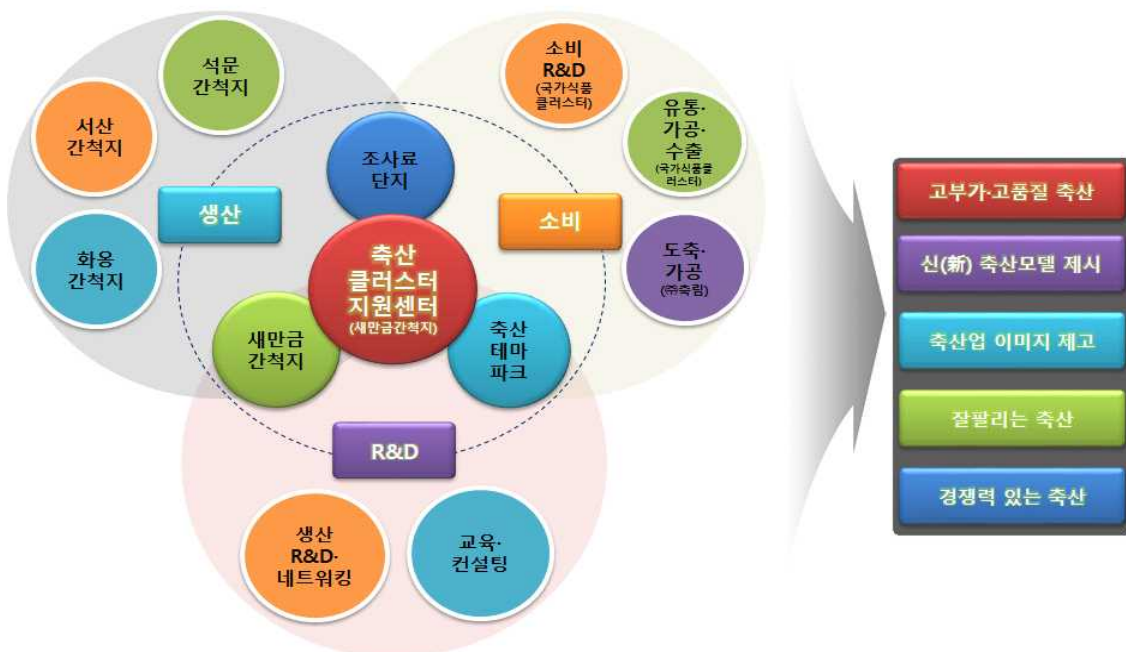 석문
간척지
서산
간척지
화옹
간척지
생산
조사료
단지
소비
R&D
(국가식품
클러스터)
유통·
가공·
수출
(국가식품클
러스터)
도축·
가공
(㈜축림)
소비
축산
클러스터
지원센터
(새만금간척지)
새만금
간척지
축산
테마
파크
R&D
생산
R&D·
네트워킹
교육·
컨설팅
고부가·고품질 축산
신(新) 축산모델 제시
축산업 이미지 제고
잘팔리는 축산
경쟁력 있는 축산